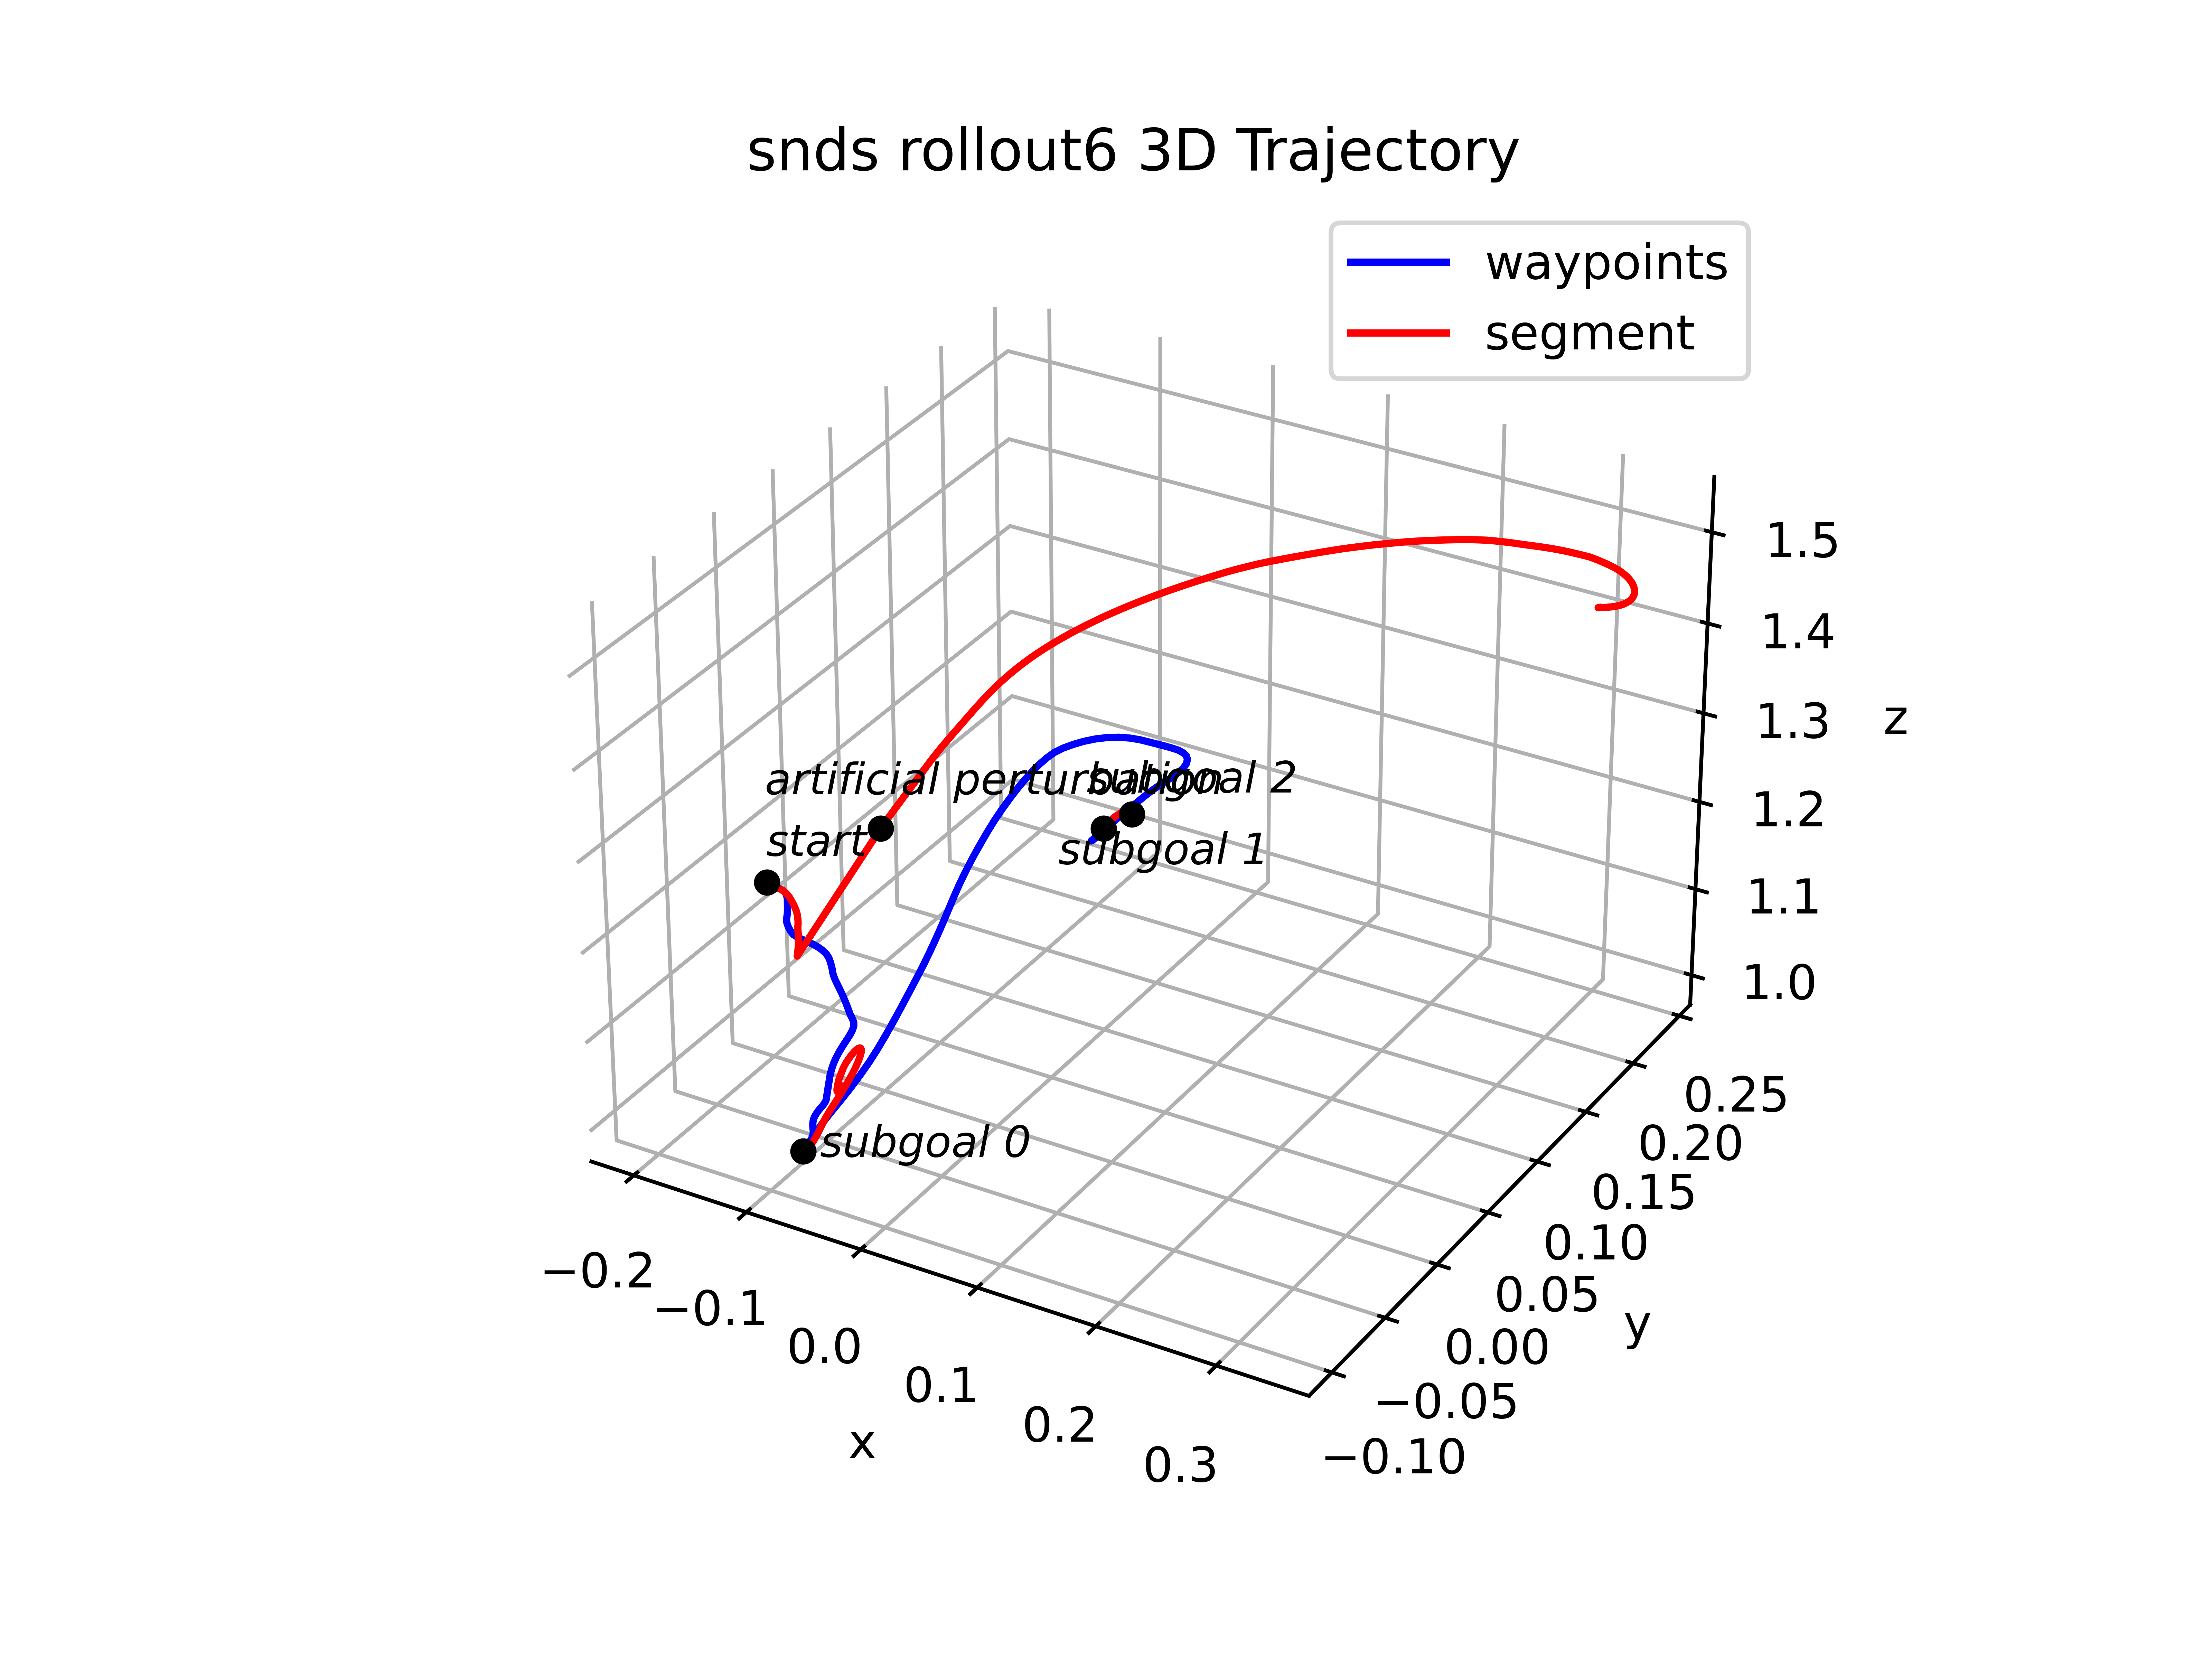 snds rollout6 3D Trajectory
waypoints
segment
artificial perturbation
subgoal 2
start
subgoal 1
subgoal 0
1.5
1.4
1.3
1.2
1.1
1.0
z
0.25
0.20
0.15
0.10
0.05
0.00
−0.05
−0.10
y
−0.2
−0.1
0.0
0.1
0.2
0.3
x